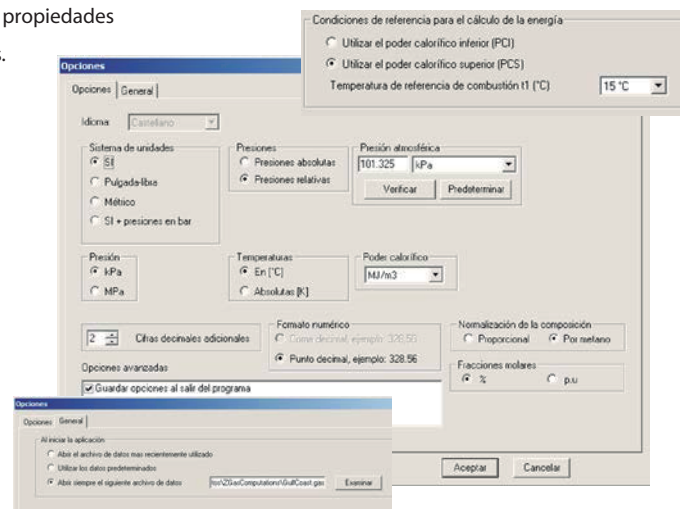 propiedades
s.
Condiciones de referencia para el cálculo de la energía
Utilizar el poder calorífico inferior (PCI)
Utilizar el poder calorífico superior (PCS)
Temperatura de referencia de combustión t1 (°C)
15 °C
Opciones
Opciones
General
Idioma:
Castellano
Sistema de unidades
SI
Pulgada-libra
Métrico
SI + presiones en bar
Presiones
Presiones absolutas
Presiones relativas
Presión atmosférica
101.325
kPa
Verificar
Predeterminar
Presión
kPa
MPa
Temperaturas
En [°C]
Absolutas [K]
Poder calorífico
MJ/m3
2
Cifras decimales adicionales
Formato numérico
Coma decimal, ejemplo: 328,56
Punto decimal, ejemplo: 328.56
Normalización de la composición
Proporcional
Por metano
Fracciones molares
%
p.u
Opciones avanzadas
Guardar opciones al salir del programa
Aceptar
Cancelar
Opciones
Opciones
General
Al iniciar la aplicación
Abrir el archivo de datos mas recientemente utilizado
Utilizar los datos predeterminados
Abrir siempre el siguiente archivo de datos
tos\ZGasComputations\GulfCoast.gas
Examinar